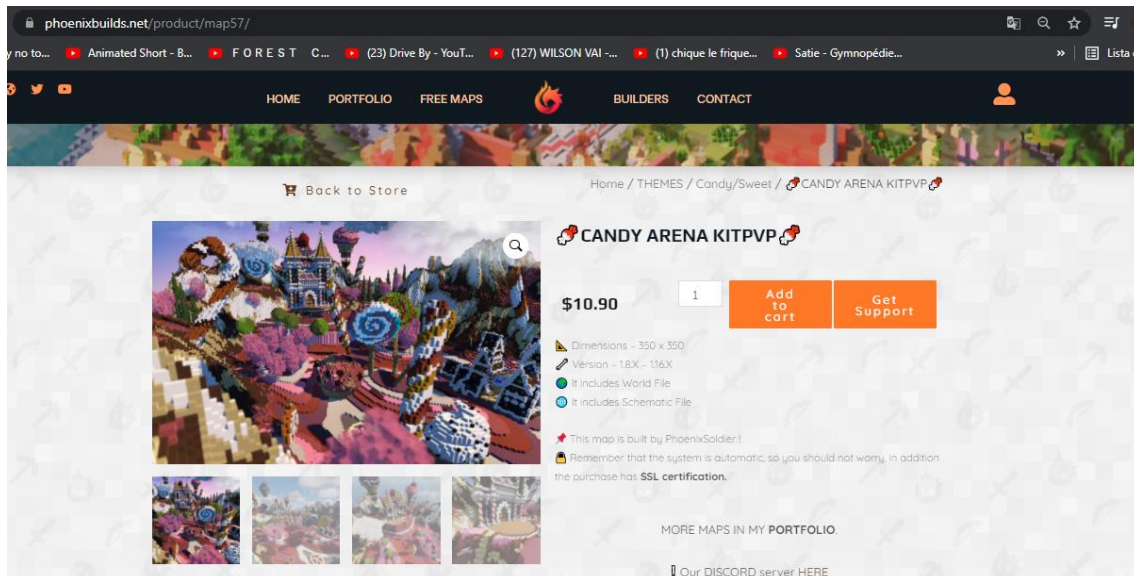 phoenixbuilds.net/product/map57/
y no to... Animated Short - B... F O R E S T C... (23) Drive By - YouT... (127) WILSON VAI -... (1) chique le frique... Satie - Gymnopédie... » Lista
HOME PORTFOLIO FREE MAPS BUILDERS CONTACT
Back to Store
Home / THEMES / Candy/Sweet / CANDY ARENA KITPVP
CANDY ARENA KITPVP
$10.90
1
Add
to
cart
Get
Support
Dimensions – 350 x 350
Version – 1.8.X – 1.16.X
It includes World File
It includes Schematic File
This map is built by PhoenixSoldier !
Remember that the system is automatic, so you should not worry, in addition
the purchase has SSL certification.
MORE MAPS IN MY PORTFOLIO.
Our DISCORD server HERE